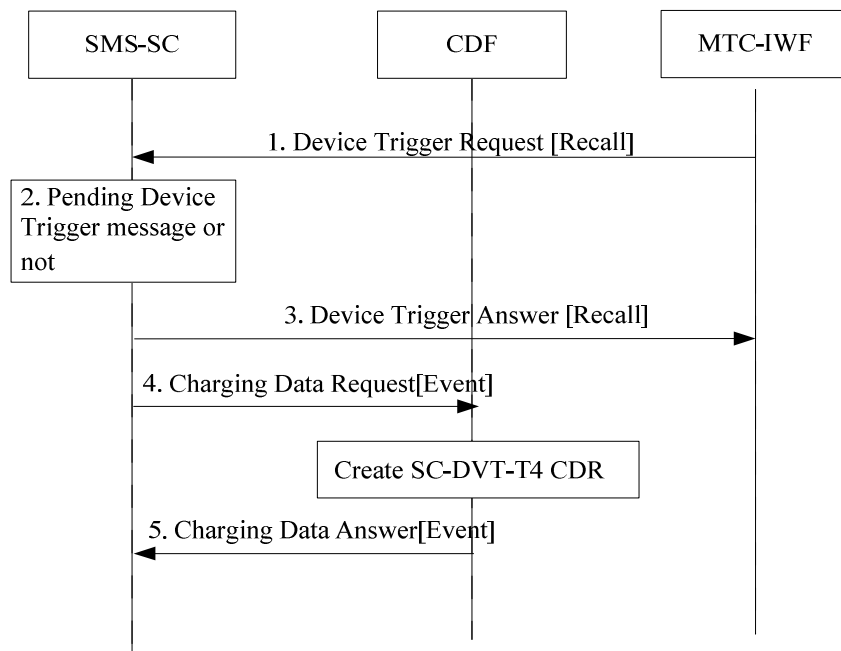 SMS-SC
CDF
MTC-IWF
1. Device Trigger Request [Recall]
2. Pending Device
Trigger message or
not
3. Device Trigger Answer [Recall]
4. Charging Data Request[Event]
Create SC-DVT-T4 CDR
5. Charging Data Answer[Event]